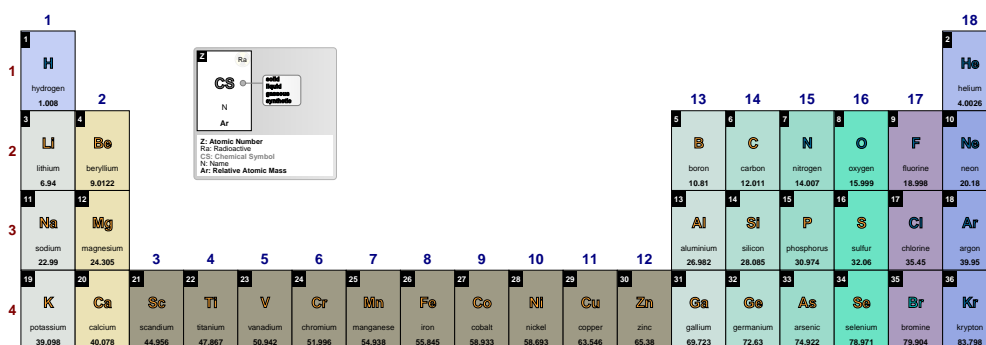 1 18
1 2
H He
hydrogen helium
1.008 2 13 14 15 16 17 4.0026
Z
Ra
CS
N
Ar
solid
liquid
gaseous
synthetic
Z: Atomic Number
Ra: Radioactive
CS: Chemical Symbol
N: Name
Ar: Relative Atomic Mass
1
3 4 5 6 7 8 9 10
Li Be B C N O F Ne
lithium beryllium boron carbon nitrogen oxygen fluorine neon
6.94 9.0122 10.81 12.011 14.007 15.999 18.998 20.18
2
11 12 13 14 15 16 17 18
Na Mg Al Si P S Cl Ar
sodium magnesium aluminium silicon phosphorus sulfur chlorine argon
22.99 24.305 26.982 28.085 30.974 32.06 35.45 39.95
3
3 4 5 6 7 8 9 10 11 12
19 20 21 22 23 24 25 26 27 28 29 30 31 32 33 34 35 36
K Ca Sc Ti V Cr Mn Fe Co Ni Cu Zn Ga Ge As Se Br Kr
potassium calcium scandium titanium vanadium chromium manganese iron cobalt nickel copper zinc gallium germanium arsenic selenium bromine krypton
39.098 40.078 44.956 47.867 50.942 51.996 54.938 55.845 58.933 58.693 63.546 65.38 69.723 72.63 74.922 78.971 79.904 83.798
4